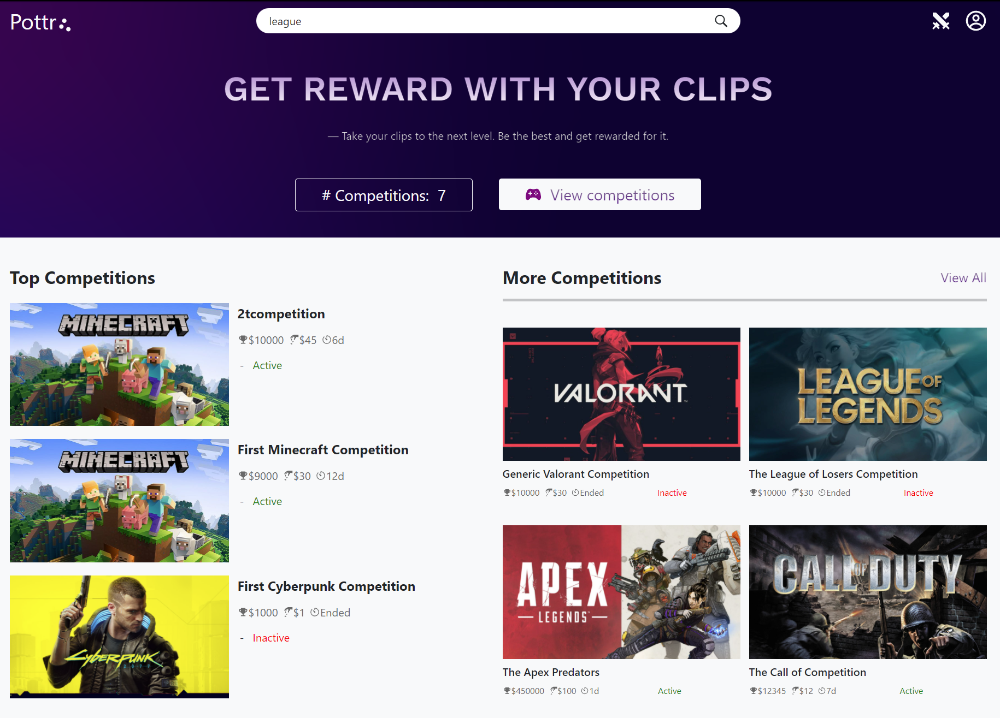 Pottr
league
GET REWARD WITH YOUR CLIPS
— Take your clips to the next level. Be the best and get rewarded for it.
# Competitions: 7
View competitions
Top Competitions
MINECRAFT
2tcompetition
$10000 $45 6d
- Active
MINECRAFT
First Minecraft Competition
$9000 $30 12d
- Active
CYBERPUNK
2077
First Cyberpunk Competition
$1000 $1 Ended
- Inactive
More Competitions
View All
VALORANT™
Generic Valorant Competition
$10000 $30 Ended Inactive
LEAGUE OF
LEGENDS
The League of Losers Competition
$10000 $30 Ended Inactive
APEX
LEGENDS™
The Apex Predators
$450000 $100 1d Active
CALL OF DUTY
The Call of Competition
$12345 $12 7d Active